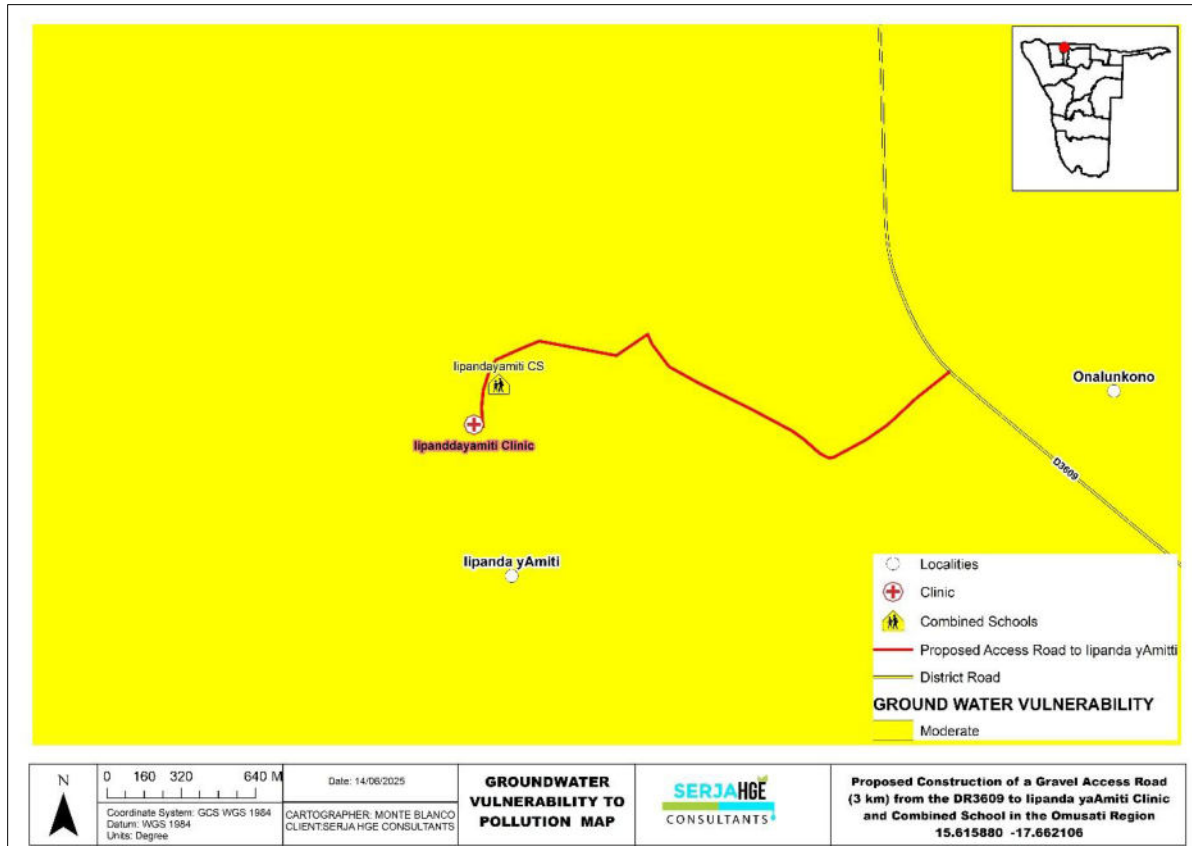 Iipandayamiti CS
Iipanddayamiti Clinic
Iipanda yAmiti
Onalunkono
D3609
Localities
Clinic
Combined Schools
Proposed Access Road to Iipanda yAmitti
District Road
GROUND WATER VULNERABILITY
Moderate
N
0 160 320 640 M
Coordinate System: GCS WGS 1984
Datum: WGS 1984
Units: Degree
Date: 14/06/2025
CARTOGRAPHER: MONTE BLANCO
CLIENT:SERJA HGE CONSULTANTS
GROUNDWATER
VULNERABILITY TO
POLLUTION MAP
SERJAHGE
CONSULTANTS
Proposed Construction of a Gravel Access Road
(3 km) from the DR3609 to Iipanda yaAmiti Clinic
and Combined School in the Omusati Region
15.615880 -17.662106